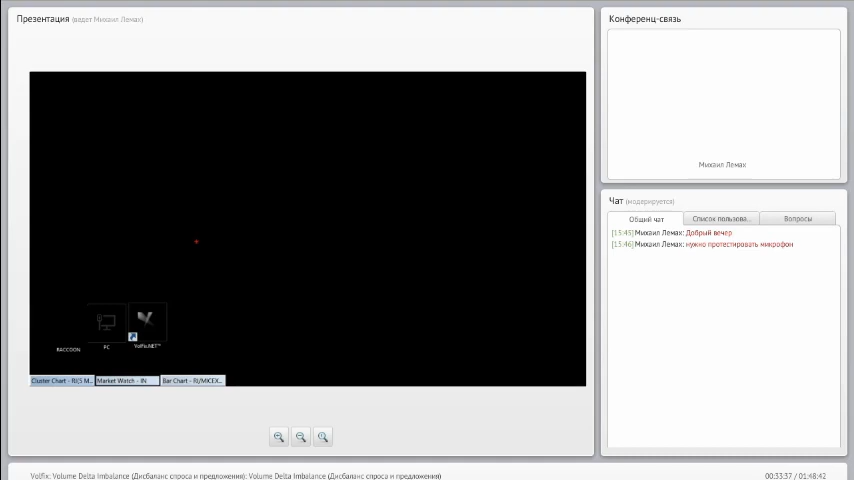 Презентация (ведет Михаил Лемах)
RACCOON
PC
VolFix.NET™
Cluster Chart - RI(5 M...
Market Watch - IN
Bar Chart - RI/MICEX...
Конференц-связь
Михаил Лемах
Чат (модерируется)
Общий чат
Список пользова...
Вопросы
[15:45] Михаил Лемах: Добрый вечер
[15:46] Михаил Лемах: нужно протестировать микрофон
Volfix: Volume Delta Imbalance (Дисбаланс спроса и предложения): Volume Delta Imbalance (Дисбаланс спроса и предложения)
00:33:37 / 01:48:42